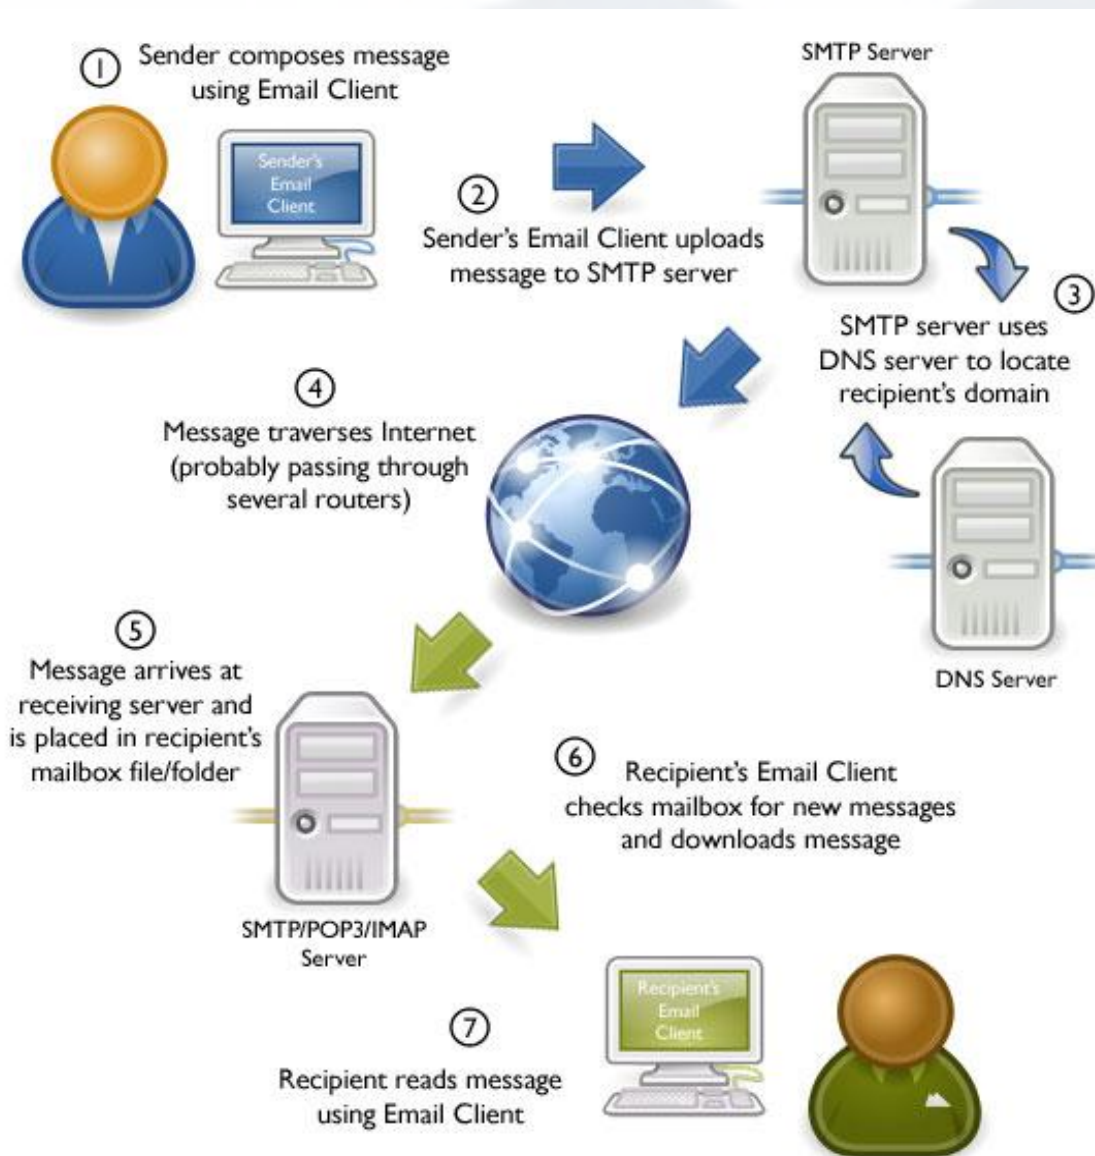 ①
Sender composes message
using Email Client
Sender's
Email
Client
②
Sender's Email Client uploads
message to SMTP server
SMTP Server
③
SMTP server uses
DNS server to locate
recipient's domain
DNS Server
④
Message traverses Internet
(probably passing through
several routers)
⑤
Message arrives at
receiving server and
is placed in recipient's
mailbox file/folder
SMTP/POP3/IMAP
Server
⑥
Recipient's Email Client
checks mailbox for new messages
and downloads message
Recipient's
Email
Client
⑦
Recipient reads message
using Email Client